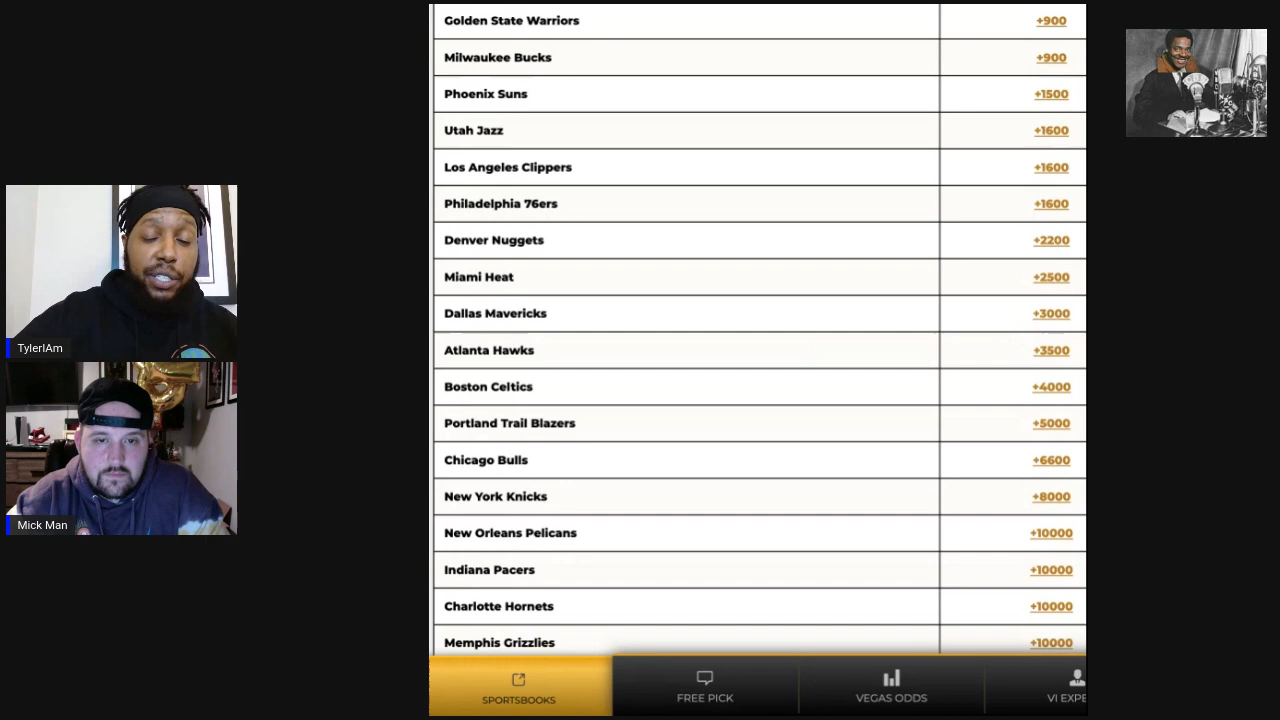 Golden State Warriors +900
Milwaukee Bucks +900
Phoenix Suns +1500
Utah Jazz +1600
Los Angeles Clippers +1600
Philadelphia 76ers +1600
Denver Nuggets +2200
Miami Heat +2500
Dallas Mavericks +3000
Atlanta Hawks +3500
Boston Celtics +4000
Portland Trail Blazers +5000
Chicago Bulls +6600
New York Knicks +8000
New Orleans Pelicans +10000
Indiana Pacers +10000
Charlotte Hornets +10000
Memphis Grizzlies +10000
SPORTSBOOKS FREE PICK VEGAS ODDS VI EXPE
TylerIAm
Mick Man